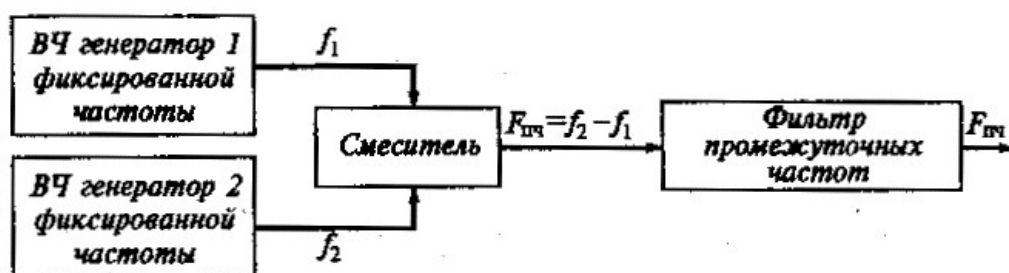 ВЧ генератор 1
фиксированной
частоты
f₁
Смеситель
Fпч=f₂−f₁
Фильтр
промежуточных
частот
Fпч
ВЧ генератор 2
фиксированной
частоты
f₂